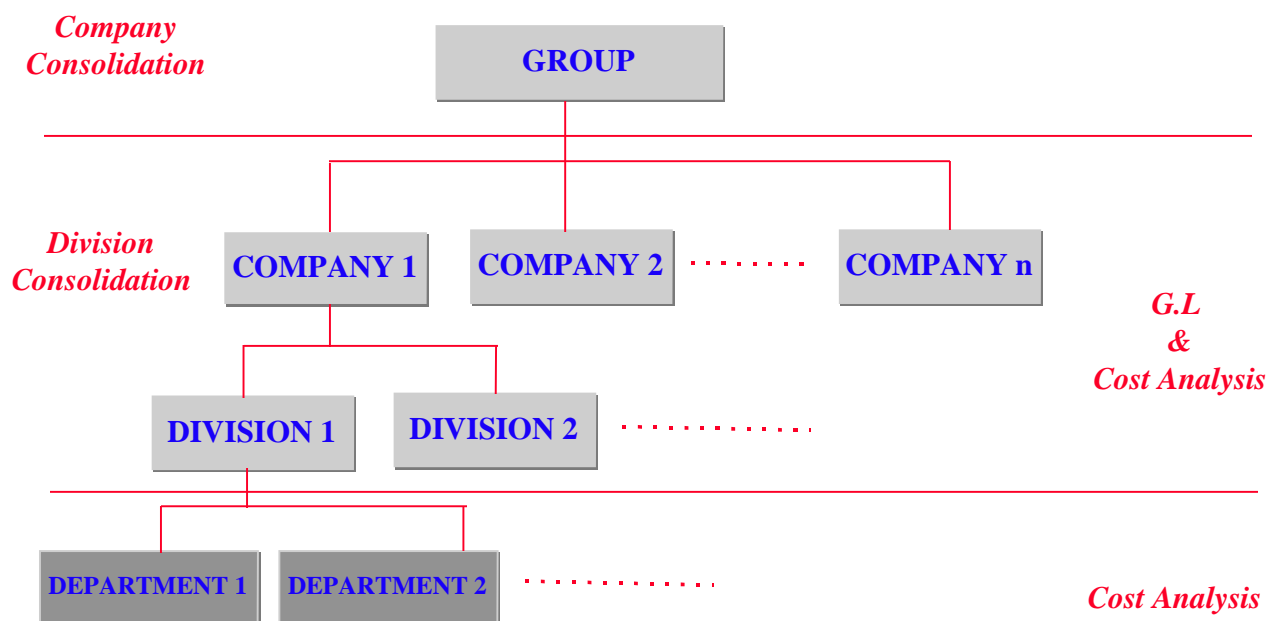 Company
Consolidation
GROUP
Division
Consolidation
COMPANY 1
COMPANY 2
COMPANY n
G.L
&
Cost Analysis
DIVISION 1
DIVISION 2
DEPARTMENT 1
DEPARTMENT 2
Cost Analysis